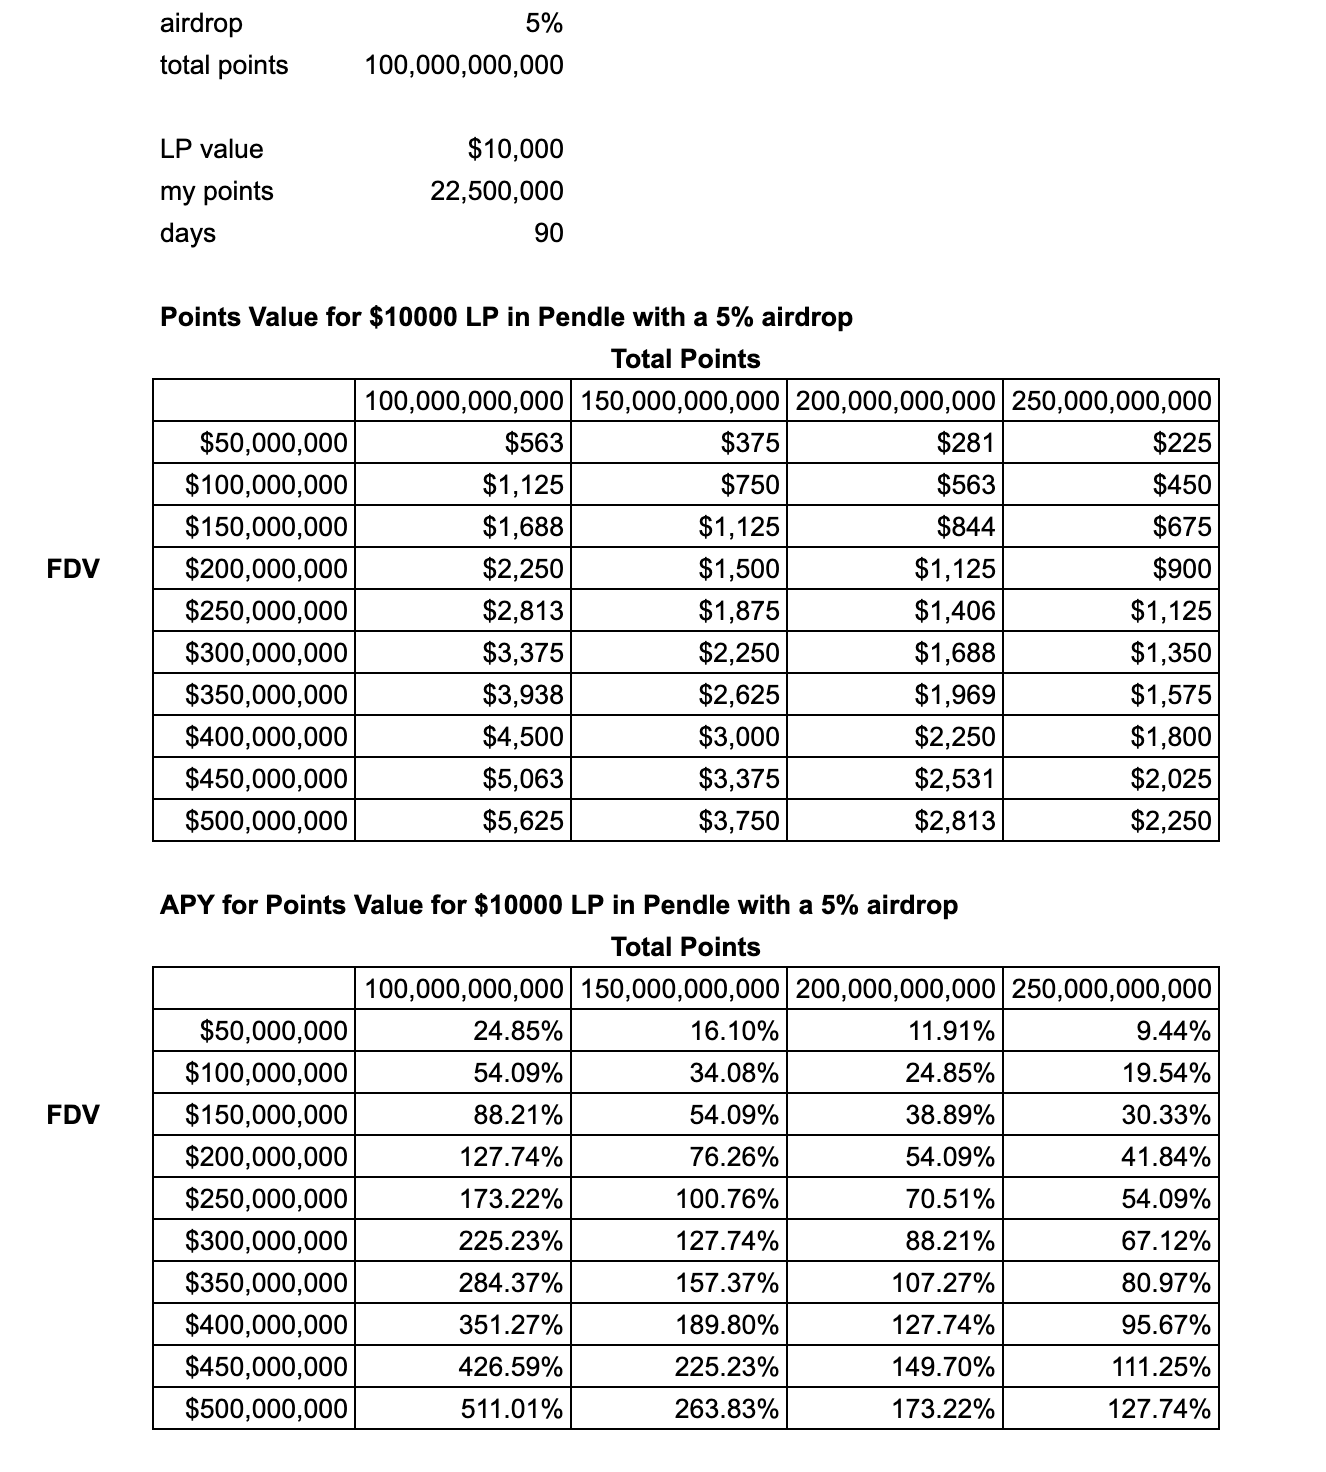 airdrop 5%
total points 100,000,000,000
LP value $10,000
my points 22,500,000
days 90
Points Value for $10000 LP in Pendle with a 5% airdrop
Total Points
100,000,000,000 150,000,000,000 200,000,000,000 250,000,000,000
$50,000,000 $563 $375 $281 $225
$100,000,000 $1,125 $750 $563 $450
$150,000,000 $1,688 $1,125 $844 $675
FDV $200,000,000 $2,250 $1,500 $1,125 $900
$250,000,000 $2,813 $1,875 $1,406 $1,125
$300,000,000 $3,375 $2,250 $1,688 $1,350
$350,000,000 $3,938 $2,625 $1,969 $1,575
$400,000,000 $4,500 $3,000 $2,250 $1,800
$450,000,000 $5,063 $3,375 $2,531 $2,025
$500,000,000 $5,625 $3,750 $2,813 $2,250
APY for Points Value for $10000 LP in Pendle with a 5% airdrop
Total Points
100,000,000,000 150,000,000,000 200,000,000,000 250,000,000,000
$50,000,000 24.85% 16.10% 11.91% 9.44%
$100,000,000 54.09% 34.08% 24.85% 19.54%
FDV $150,000,000 88.21% 54.09% 38.89% 30.33%
$200,000,000 127.74% 76.26% 54.09% 41.84%
$250,000,000 173.22% 100.76% 70.51% 54.09%
$300,000,000 225.23% 127.74% 88.21% 67.12%
$350,000,000 284.37% 157.37% 107.27% 80.97%
$400,000,000 351.27% 189.80% 127.74% 95.67%
$450,000,000 426.59% 225.23% 149.70% 111.25%
$500,000,000 511.01% 263.83% 173.22% 127.74%